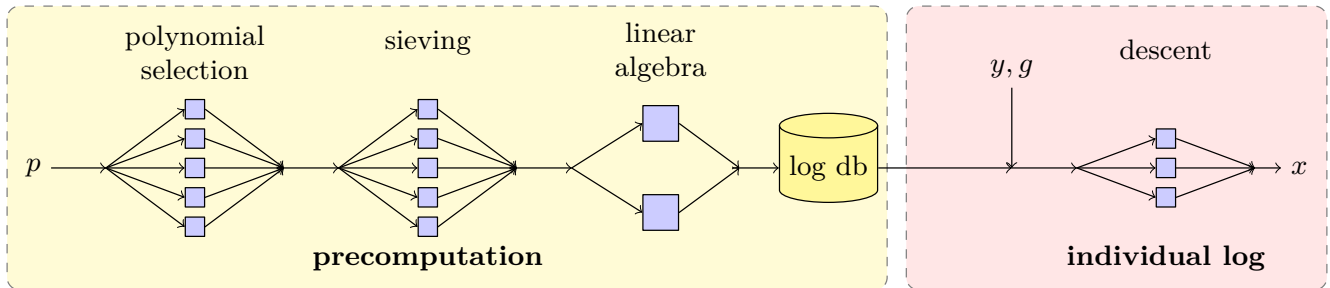 polynomial
selection
sieving
linear
algebra
p
log db
precomputation
y, g
descent
x
individual log